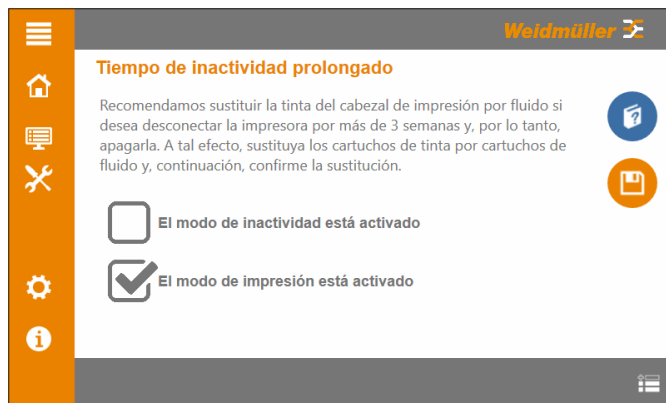 Weidmüller
Tiempo de inactividad prolongado
Recomendamos sustituir la tinta del cabezal de impresión por fluido si
desea desconectar la impresora por más de 3 semanas y, por lo tanto,
apagarla. A tal efecto, sustituya los cartuchos de tinta por cartuchos de
fluido y, continuación, confirme la sustitución.
El modo de inactividad está activado
El modo de impresión está activado